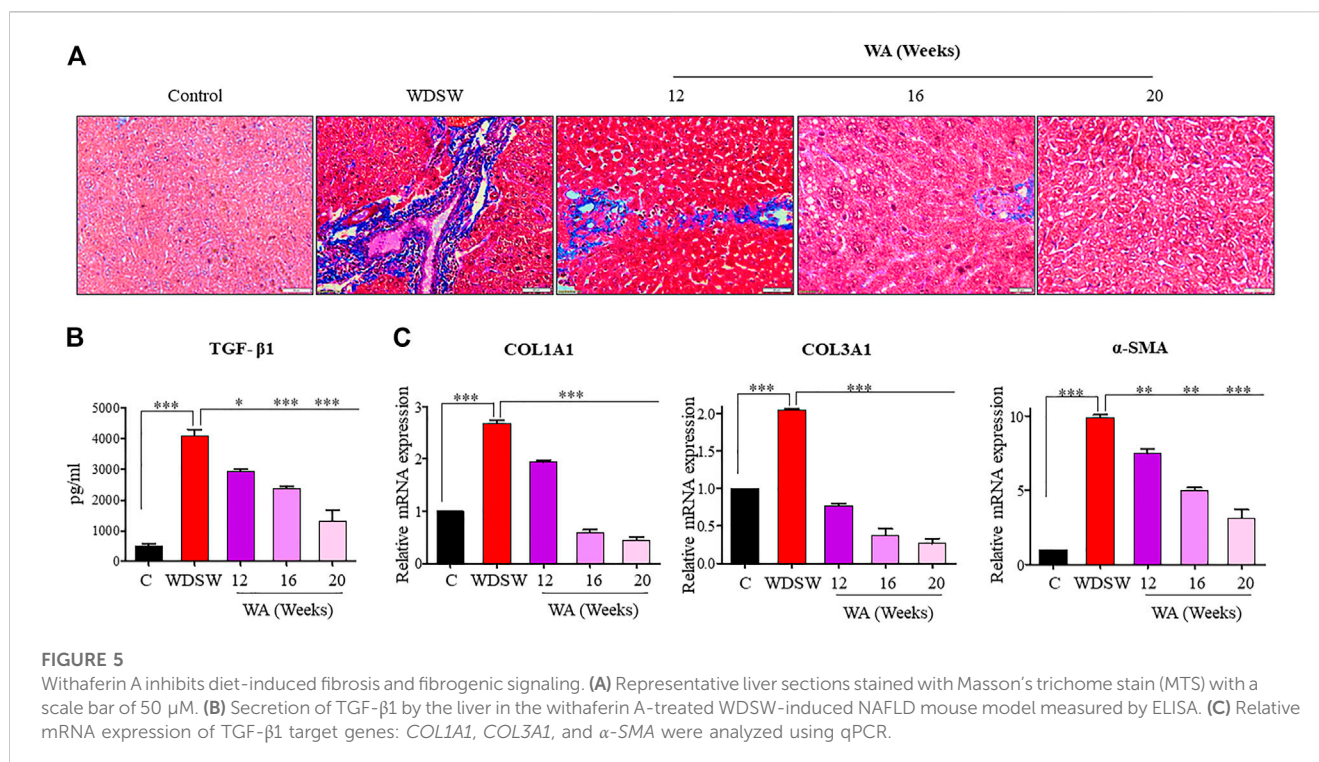 A
WA (Weeks)
Control WDSW 12 16 20
B
TGF- β1
C
COL1A1
COL3A1
α-SMA
*** * *** ***
pg/ml
5000
4000
3000
2000
1000
0
C WDSW 12 16 20
WA (Weeks)
*** ***
Relative mRNA expression
3
2
1
0
C WDSW 12 16 20
WA (Weeks)
*** ***
Relative mRNA expression
2.0
1.5
1.0
0.5
0.0
C WDSW 12 16 20
WA (Weeks)
*** ** ** ***
Relative mRNA expression
10
5
0
C WDSW 12 16 20
WA (Weeks)
FIGURE 5
Withaferin A inhibits diet-induced fibrosis and fibrogenic signaling. (A) Representative liver sections stained with Masson's trichome stain (MTS) with a
scale bar of 50 μM. (B) Secretion of TGF-β1 by the liver in the withaferin A-treated WDSW-induced NAFLD mouse model measured by ELISA. (C) Relative
mRNA expression of TGF-β1 target genes: COL1A1, COL3A1, and α-SMA were analyzed using qPCR.